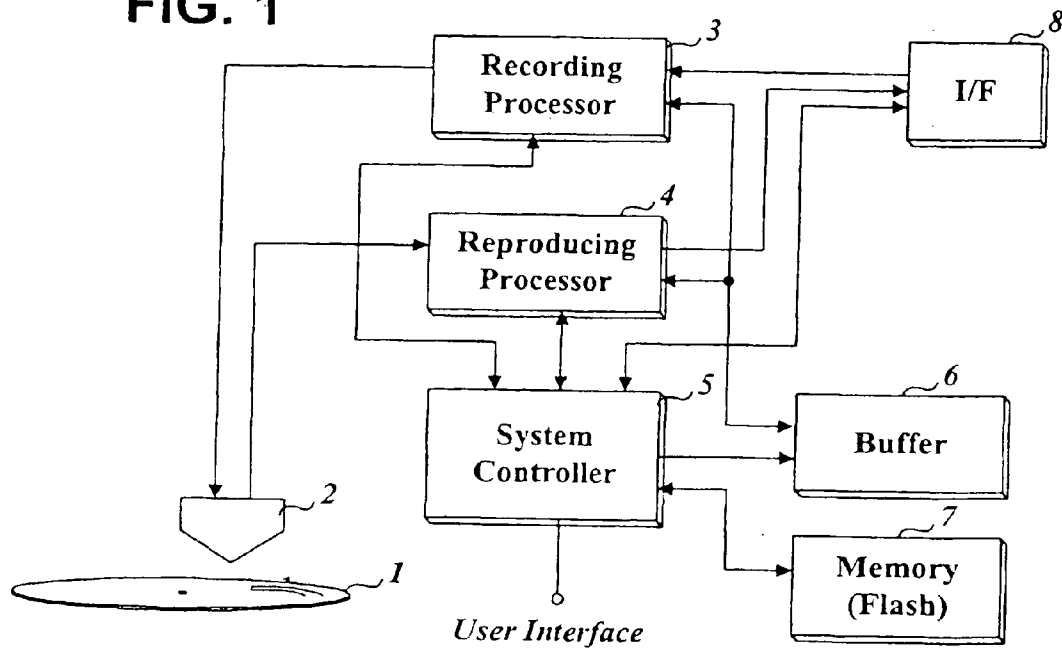 FIG. 1
3
Recording
Processor
8
I/F
4
Reproducing
Processor
5
System
Controller
6
Buffer
7
Memory
(Flash)
2
1
User Interface